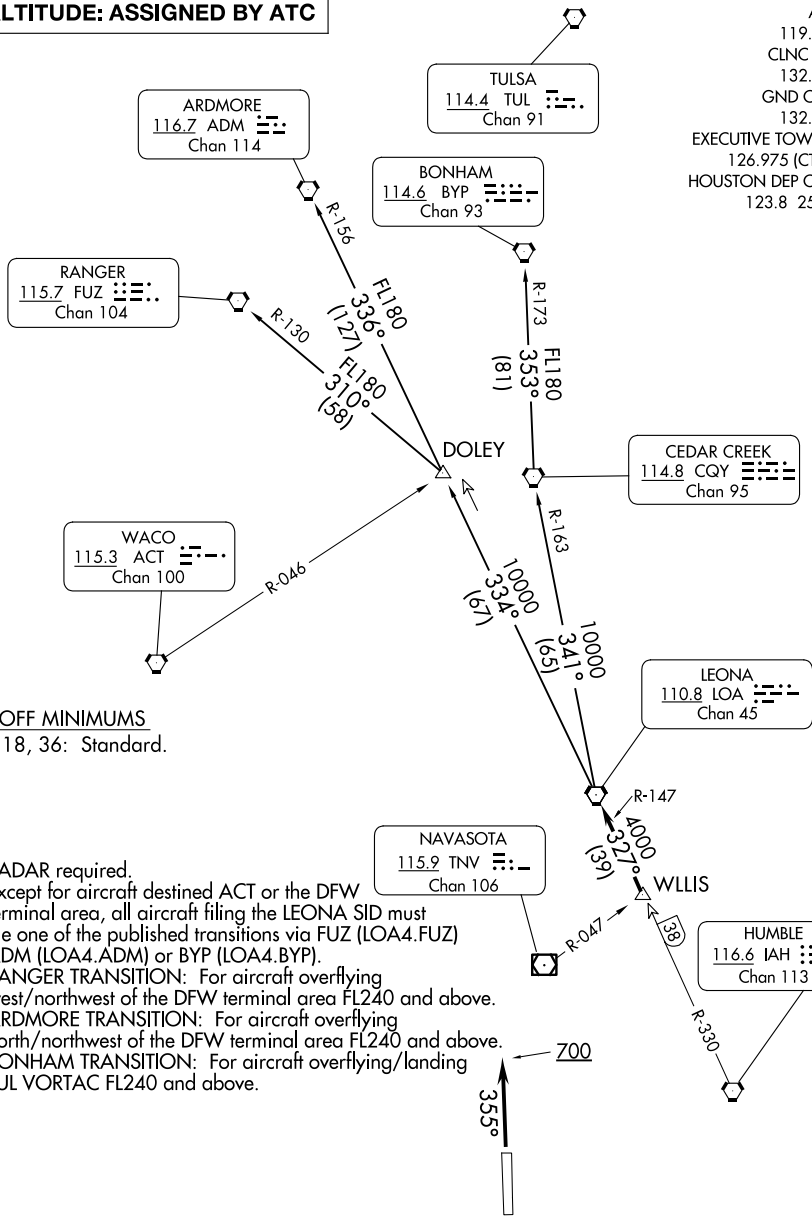 ALTITUDE: ASSIGNED BY ATC
119.
CLNC
132.
GND C
132.
EXECUTIVE TOW
126.975 (CT
HOUSTON DEP C
123.8 25
TULSA
114.4 TUL
Chan 91
ARDMORE
116.7 ADM
Chan 114
BONHAM
114.6 BYP
Chan 93
RANGER
115.7 FUZ
Chan 104
R-156
R-130
R-173
FL180
336°
(127)
FL180
310°
(58)
FL180
353°
(81)
DOLEY
CEDAR CREEK
114.8 CQY
Chan 95
WACO
115.3 ACT
Chan 100
R-046
R-163
10000
334°
(67)
10000
341°
(65)
LEONA
110.8 LOA
Chan 45
OFF MINIMUMS
18, 36: Standard.
R-147
4000
327°
(39)
NAVASOTA
115.9 TNV
Chan 106
WLLIS
R-047
38
HUMBLE
116.6 IAH
Chan 113
R-330
ADAR required.
xcept for aircraft destined ACT or the DFW
erminal area, all aircraft filing the LEONA SID must
e one of the published transitions via FUZ (LOA4.FUZ)
ADM (LOA4.ADM) or BYP (LOA4.BYP).
ANGER TRANSITION: For aircraft overflying
est/northwest of the DFW terminal area FL240 and above.
RDMORE TRANSITION: For aircraft overflying
orth/northwest of the DFW terminal area FL240 and above.
ONHAM TRANSITION: For aircraft overflying/landing
UL VORTAC FL240 and above.
700
355°